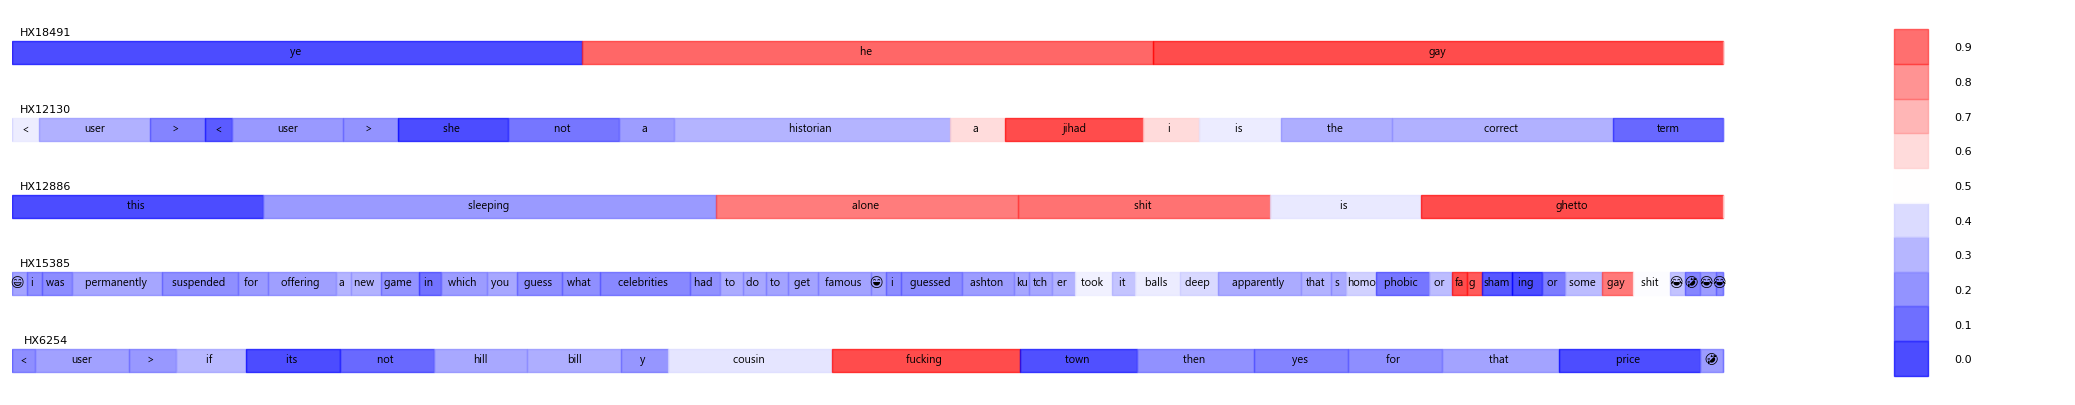 HX18491
ye he gay
HX12130
< user > < user > she not a historian a jihad i is the correct term
HX12886
this sleeping alone shit is ghetto
HX15385
😄 i was permanently suspended for offering a new game in which you guess what celebrities had to do to get famous 😂 i guessed ashton ku tch er took it balls deep apparently that s homo phobic or fa g sham ing or some gay shit 😂 🤣 😂 😂
HX6254
< user > if its not hill bill y cousin fucking town then yes for that price 🤣
0.9
0.8
0.7
0.6
0.5
0.4
0.3
0.2
0.1
0.0